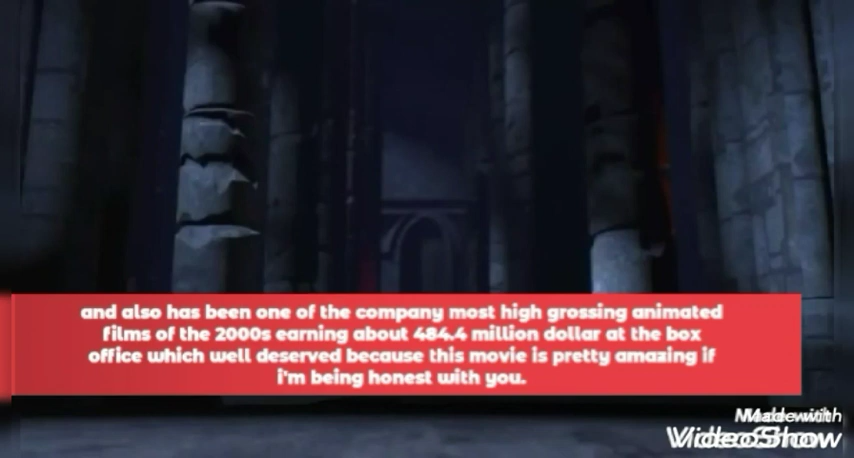 and also has been one of the company most high grossing animated
films of the 2000s earning about 484.4 million dollar at the box
office which well deserved because this movie is pretty amazing if
i'm being honest with you.
Made with
VideoShow